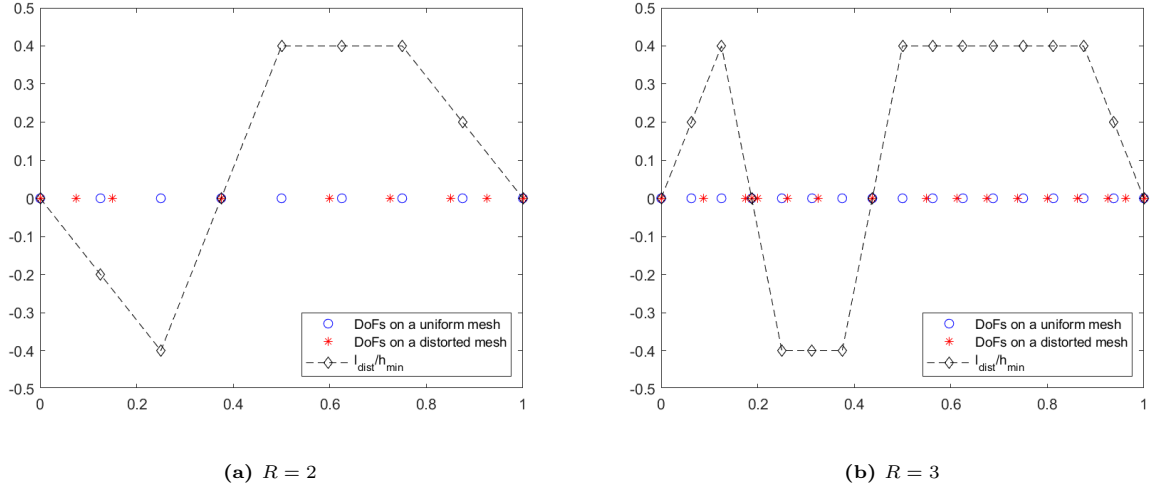 0.5
0.4
0.3
0.2
0.1
0
-0.1
-0.2
-0.3
-0.4
-0.5
0 0.2 0.4 0.6 0.8 1
DoFs on a uniform mesh
DoFs on a distorted mesh
l_dist/h_min
(a) R = 2
0.5
0.4
0.3
0.2
0.1
0
-0.1
-0.2
-0.3
-0.4
-0.5
0 0.2 0.4 0.6 0.8 1
DoFs on a uniform mesh
DoFs on a distorted mesh
l_dist/h_min
(b) R = 3